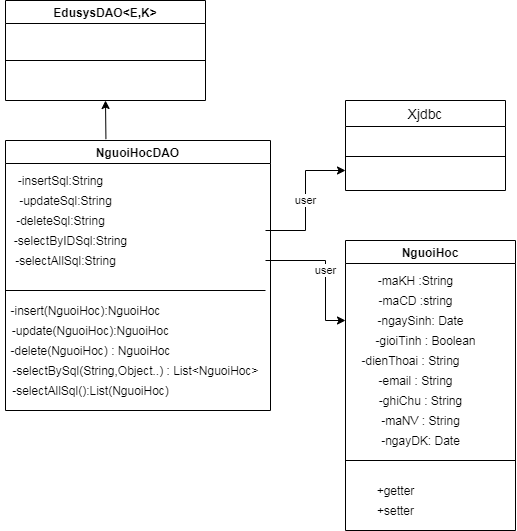 EdusysDAO<E,K>
NguoiHocDAO
-insertSql:String
-updateSql:String
-deleteSql:String
-selectByIDSql:String
-selectAllSql:String
-insert(NguoiHoc):NguoiHoc
-update(NguoiHoc):NguoiHoc
-delete(NguoiHoc) : NguoiHoc
-selectBySql(String,Object..) : List<NguoiHoc>
-selectAllSql():List(NguoiHoc)
user
user
Xjdbc
NguoiHoc
-maKH :String
-maCD :string
-ngaySinh: Date
-gioiTinh : Boolean
-dienThoai : String
-email : String
-ghiChu : String
-maNV : String
-ngayDK: Date
+getter
+setter